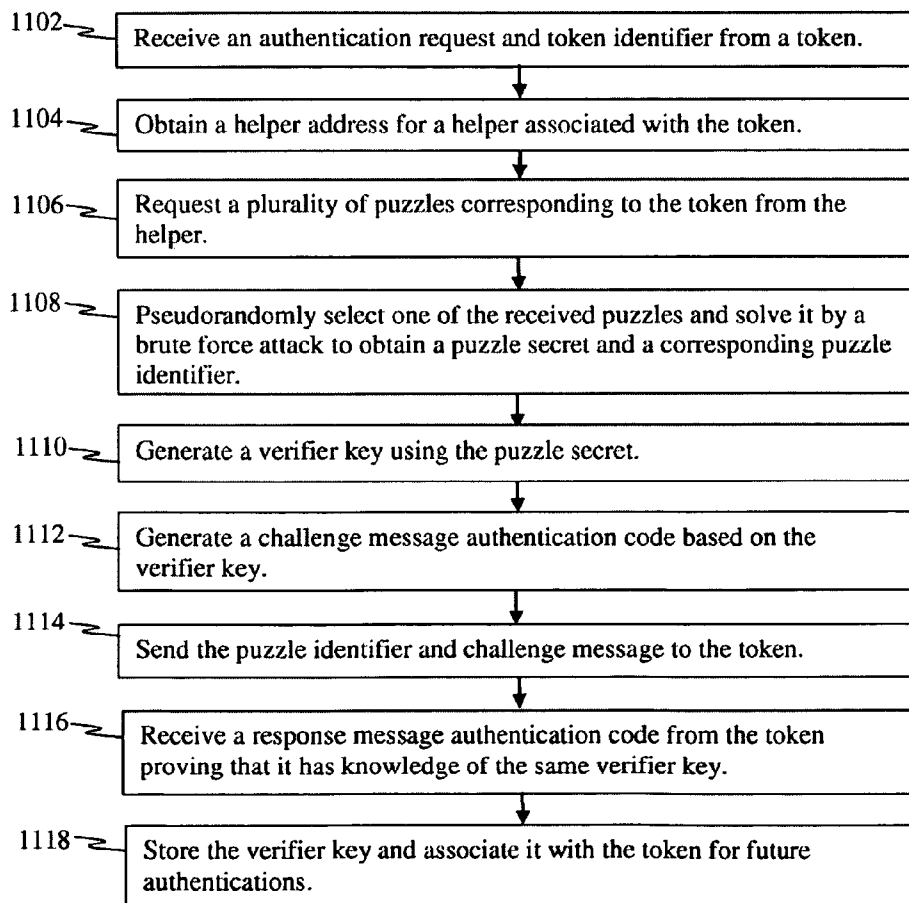 1102
Receive an authentication request and token identifier from a token.
1104
Obtain a helper address for a helper associated with the token.
1106
Request a plurality of puzzles corresponding to the token from the
helper.
1108
Pseudorandomly select one of the received puzzles and solve it by a
brute force attack to obtain a puzzle secret and a corresponding puzzle
identifier.
1110
Generate a verifier key using the puzzle secret.
1112
Generate a challenge message authentication code based on the
verifier key.
1114
Send the puzzle identifier and challenge message to the token.
1116
Receive a response message authentication code from the token
proving that it has knowledge of the same verifier key.
1118
Store the verifier key and associate it with the token for future
authentications.